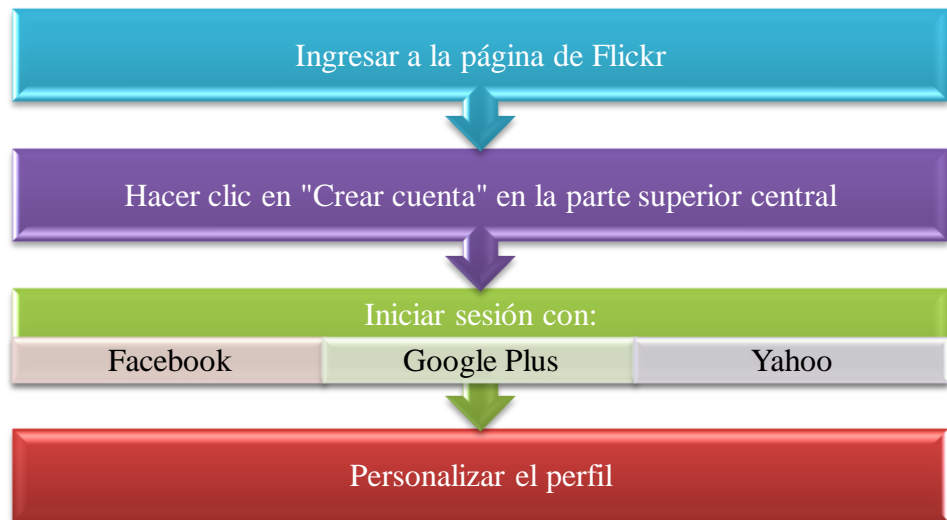 Ingresar a la página de Flickr
Hacer clic en "Crear cuenta" en la parte superior central
Iniciar sesión con:
Facebook
Google Plus
Yahoo
Personalizar el perfil